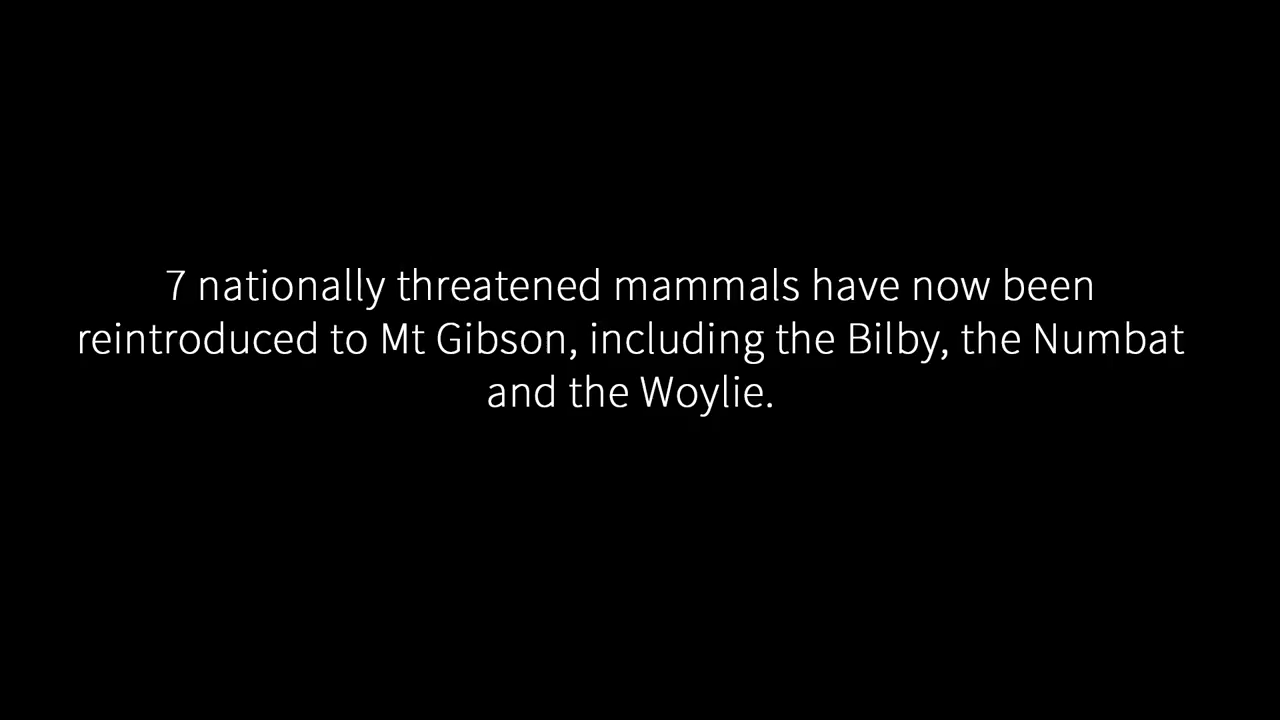 7 nationally threatened mammals have now been
reintroduced to Mt Gibson, including the Bilby, the Numbat
and the Woylie.